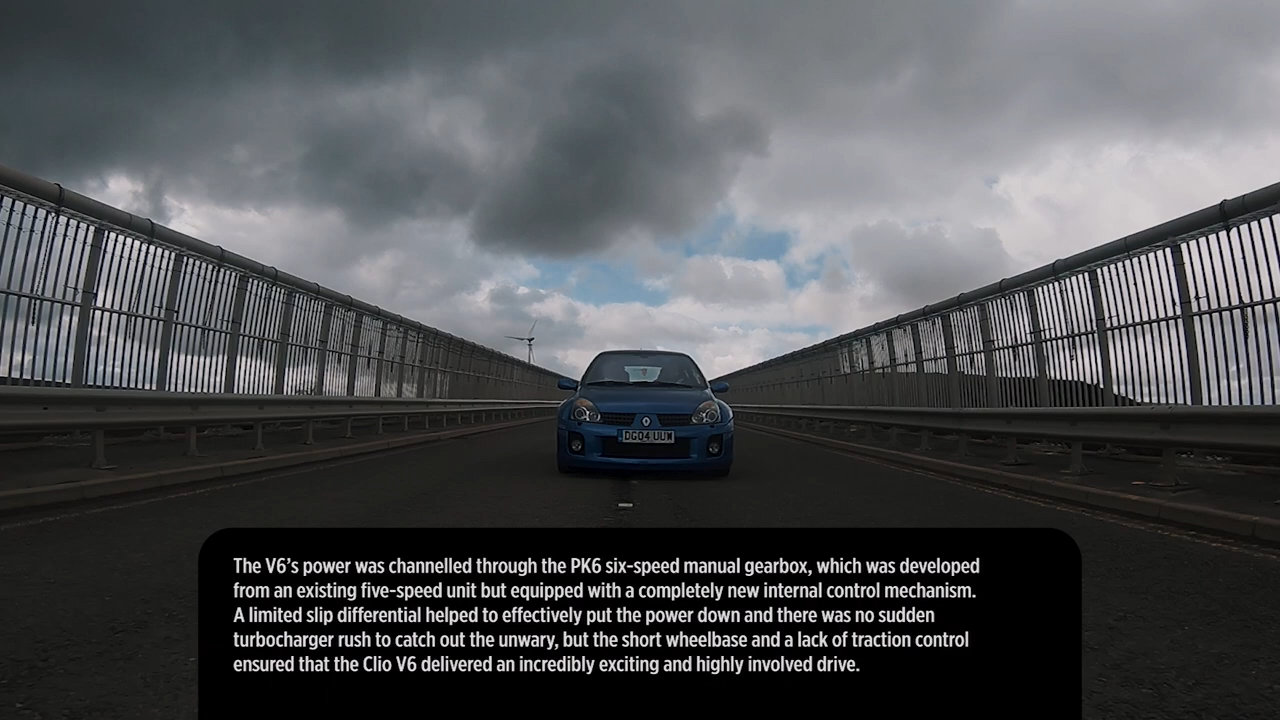 DG04 UUW
The V6's power was channelled through the PK6 six-speed manual gearbox, which was developed
from an existing five-speed unit but equipped with a completely new internal control mechanism.
A limited slip differential helped to effectively put the power down and there was no sudden
turbocharger rush to catch out the unwary, but the short wheelbase and a lack of traction control
ensured that the Clio V6 delivered an incredibly exciting and highly involved drive.